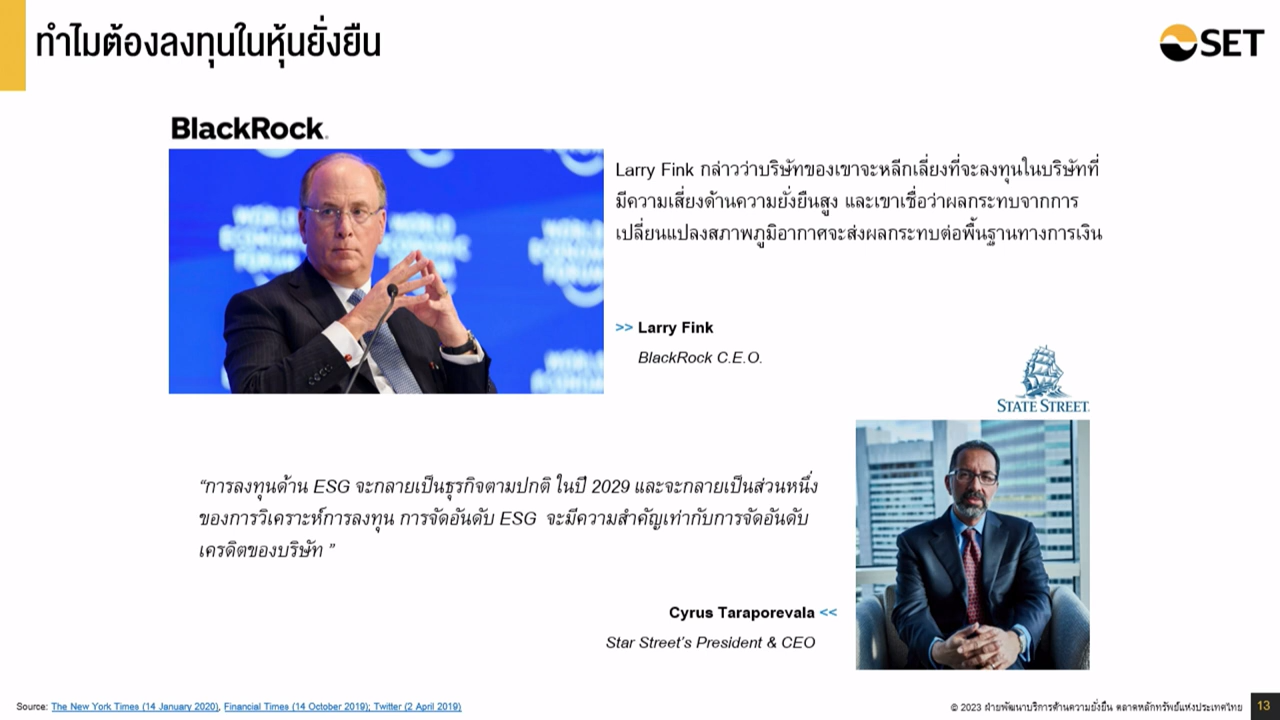 ทำไมต้องลงทุนในหุ้นยั่งยืน
SET
BlackRock.
WORLD
ECONOMIC
FORUM
Larry Fink กล่าวว่าบริษัทของเขาจะหลีกเลี่ยงที่จะลงทุนในบริษัทที่
มีความเสี่ยงด้านความยั่งยืนสูง และเขาเชื่อว่าผลกระทบจากการ
เปลี่ยนแปลงสภาพภูมิอากาศจะส่งผลกระทบต่อพื้นฐานทางการเงิน
>> Larry Fink
BlackRock C.E.O.
STATE STREET.
“การลงทุนด้าน ESG จะกลายเป็นธุรกิจตามปกติ ในปี 2029 และจะกลายเป็นส่วนหนึ่ง
ของการวิเคราะห์การลงทุน การจัดอันดับ ESG จะมีความสำคัญเท่ากับการจัดอันดับ
เครดิตของบริษัท ”
Cyrus Taraporevala <<
Star Street's President & CEO
Source: The New York Times (14 January 2020), Financial Times (14 October 2019); Twitter (2 April 2019)
© 2023 ฝ่ายพัฒนาบริการด้านความยั่งยืน ตลาดหลักทรัพย์แห่งประเทศไทย 13